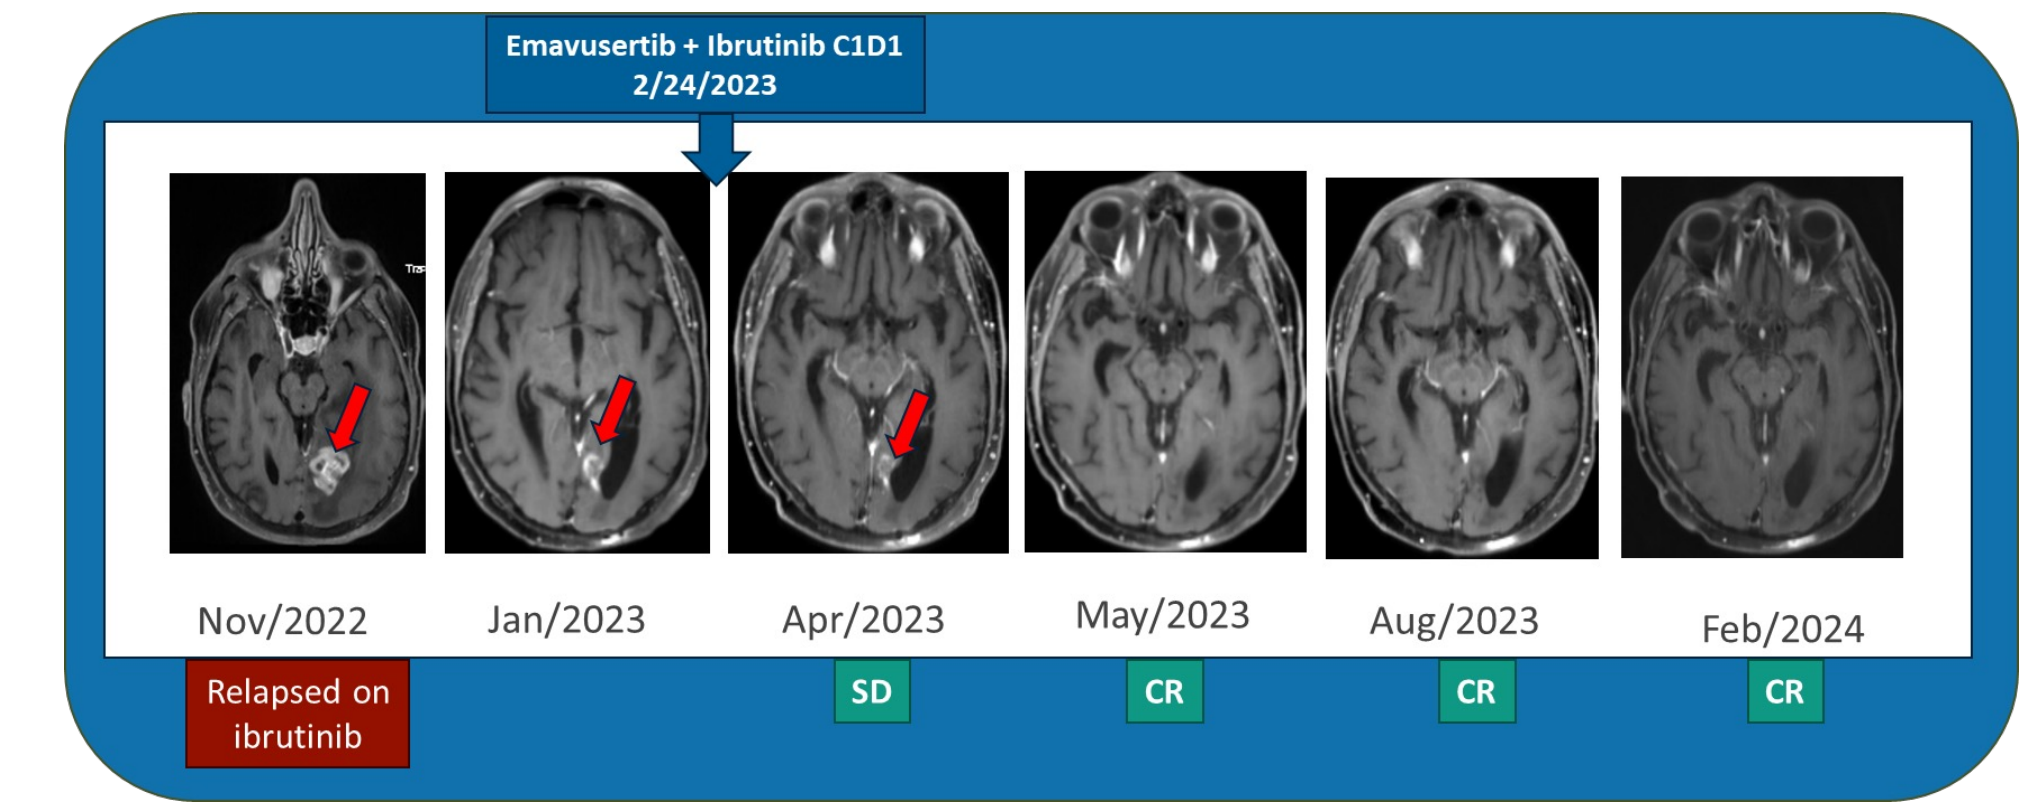 Emavusertib + Ibrutinib C1D1
2/24/2023
Nov/2022
Jan/2023
Apr/2023
May/2023
Aug/2023
Feb/2024
Relapsed on
ibrutinib
SD
CR
CR
CR